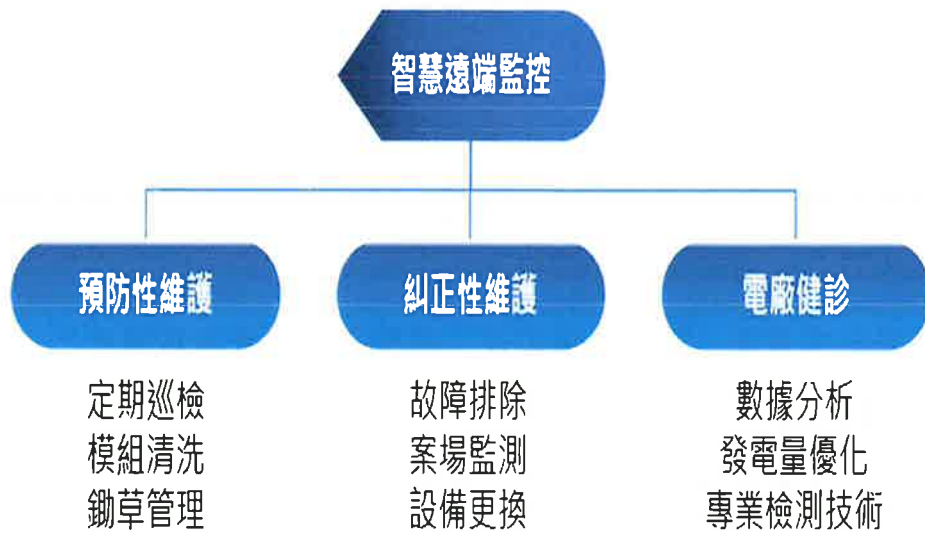 智慧遠端監控
預防性維護
糾正性維護
電廠健診
定期巡檢
模組清洗
鋤草管理
故障排除
案場監測
設備更換
數據分析
發電量優化
專業檢測技術